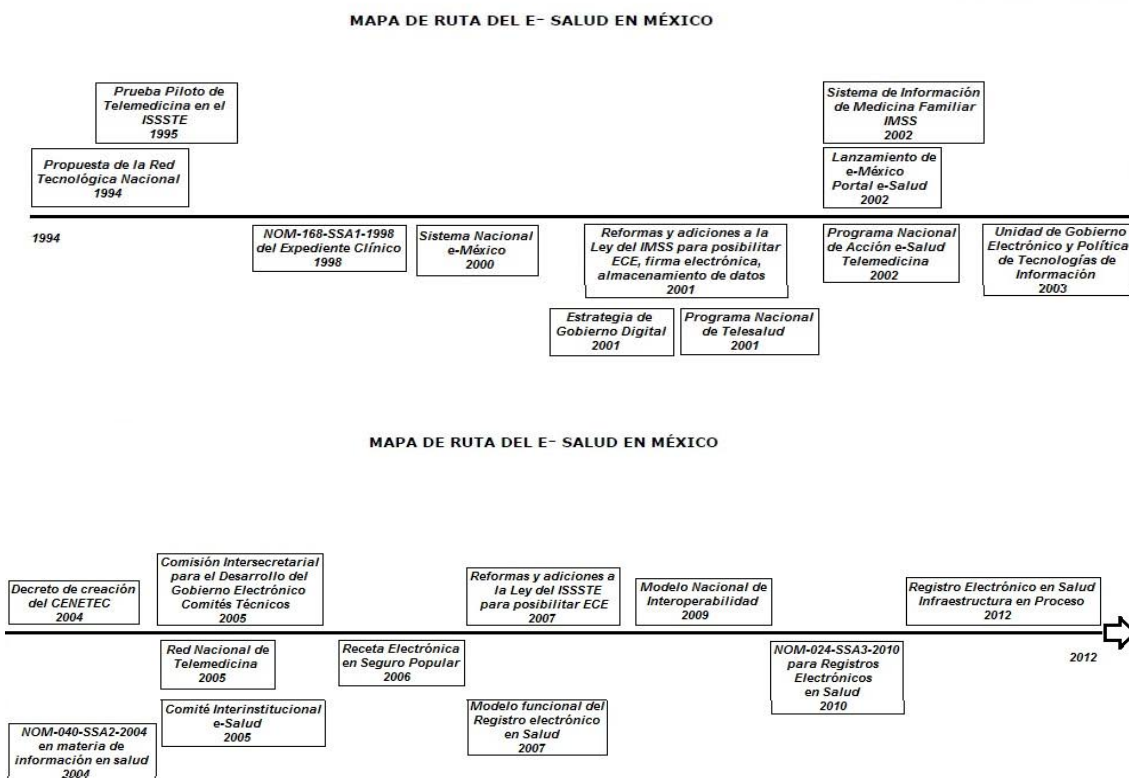 MAPA DE RUTA DEL E- SALUD EN MÉXICO
Prueba Piloto de
Telemedicina en el
ISSSTE
1995
Propuesta de la Red
Tecnológica Nacional
1994
Sistema de Información
de Medicina Familiar
IMSS
2002
Lanzamiento de
e-México
Portal e-Salud
2002
1994
NOM-168-SSA1-1998
del Expediente Clínico
1998
Sistema Nacional
e-México
2000
Reformas y adiciones a la
Ley del IMSS para posibilitar
ECE, firma electrónica,
almacenamiento de datos
2001
Estrategia de
Gobierno Digital
2001
Programa Nacional
de Telesalud
2001
Programa Nacional
de Acción e-Salud
Telemedicina
2002
Unidad de Gobierno
Electrónico y Política
de Tecnologías de
Información
2003
MAPA DE RUTA DEL E- SALUD EN MÉXICO
Decreto de creación
del CENETEC
2004
Comisión Intersecretarial
para el Desarrollo del
Gobierno Electrónico
Comités Técnicos
2005
Reformas y adiciones a
la Ley del ISSSTE
para posibilitar ECE
2007
Modelo Nacional de
Interoperabilidad
2009
Registro Electrónico en Salud
Infraestructura en Proceso
2012
Red Nacional de
Telemedicina
2005
Receta Electrónica
en Seguro Popular
2006
NOM-024-SSA3-2010
para Registros
Electrónicos
en Salud
2010
2012
Comité Interinstitucional
e-Salud
2005
Modelo funcional del
Registro electrónico
en Salud
2007
NOM-040-SSA2-2004
en materia de
información en salud
2004